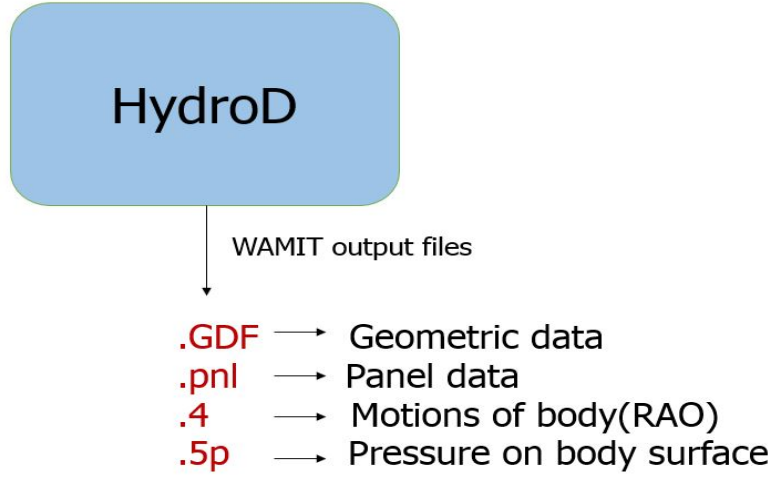 HydroD
WAMIT output files
.GDF Geometric data
.pnl Panel data
.4 Motions of body(RAO)
.5p Pressure on body surface